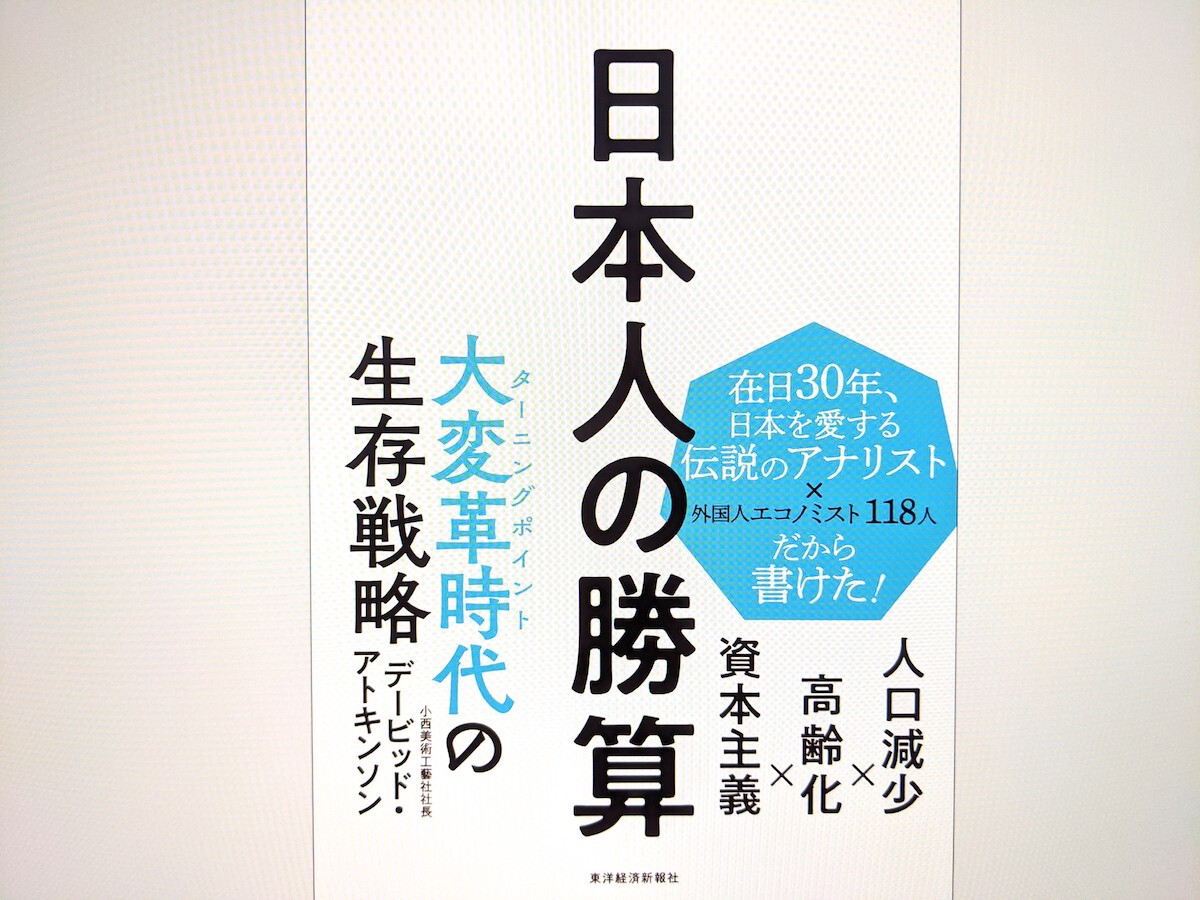 人口減少
×
高齢化
×
資本主義
在日30年、
日本を愛する
伝説のアナリスト
×
外国人エコノミスト118人
だから
書けた!
日本人の勝算
ターニングポイント
大変革時代の
生存戦略
小西美術工藝社社長
デービッド・
アトキンソン
東洋経済新報社